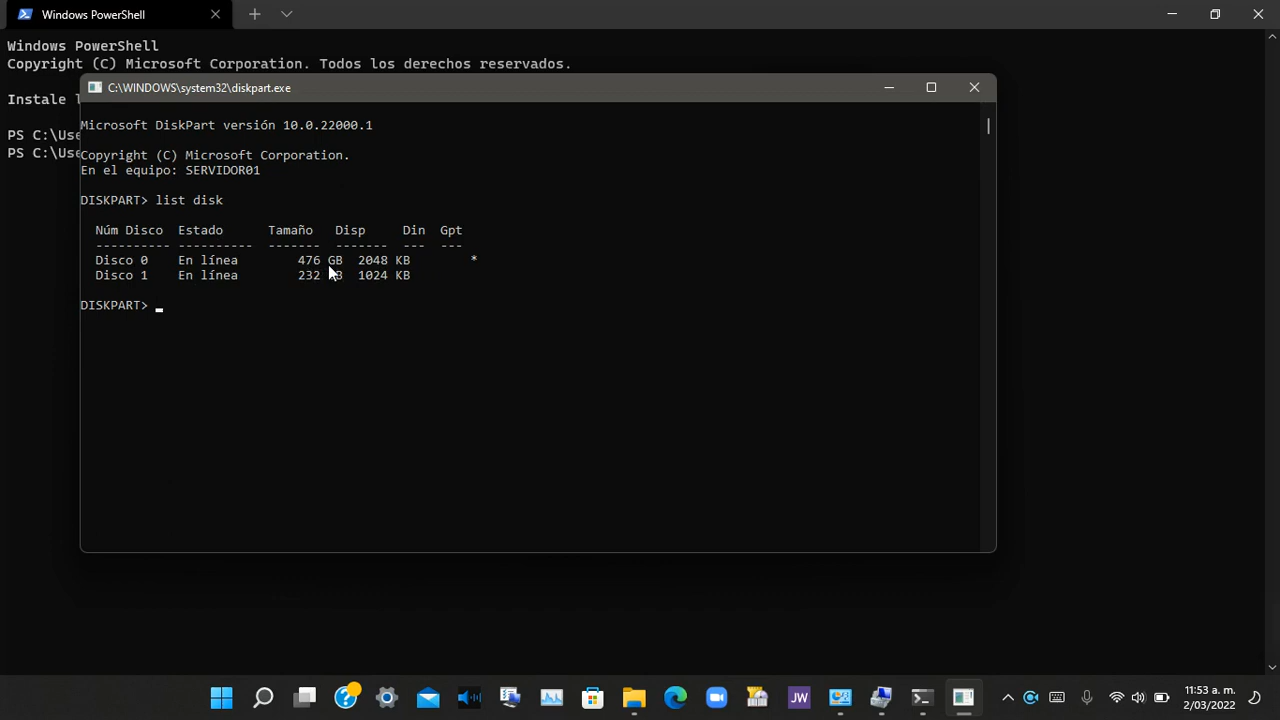 Windows PowerShell
Windows PowerShell
Copyright (C) Microsoft Corporation. Todos los derechos reservados.
Instale
PS C:\Use
PS C:\Use
C:\WINDOWS\system32\diskpart.exe
Microsoft DiskPart versión 10.0.22000.1
Copyright (C) Microsoft Corporation.
En el equipo: SERVIDOR01
DISKPART> list disk
Núm Disco Estado Tamaño Disp Din Gpt
---------- ---------- ------- ------- --- ---
Disco 0 En línea 476 GB 2048 KB *
Disco 1 En línea 232 GB 1024 KB
DISKPART> _
JW
11:53 a. m.
2/03/2022